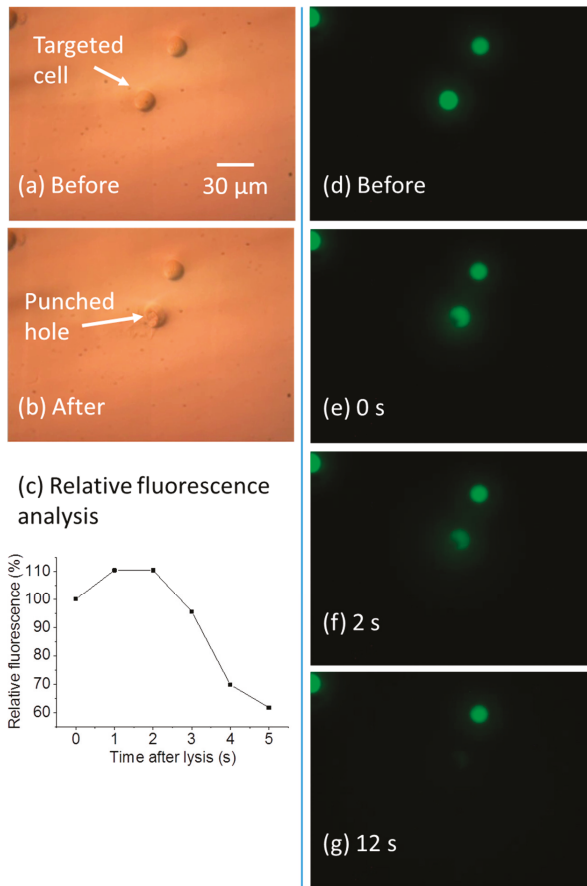 Targeted
cell
30 µm
(a) Before
Punched
hole
(b) After
(c) Relative fluorescence
analysis
Relative fluorescence (%)
110
100
90
80
70
60
0 1 2 3 4 5
Time after lysis (s)
(d) Before
(e) 0 s
(f) 2 s
(g) 12 s